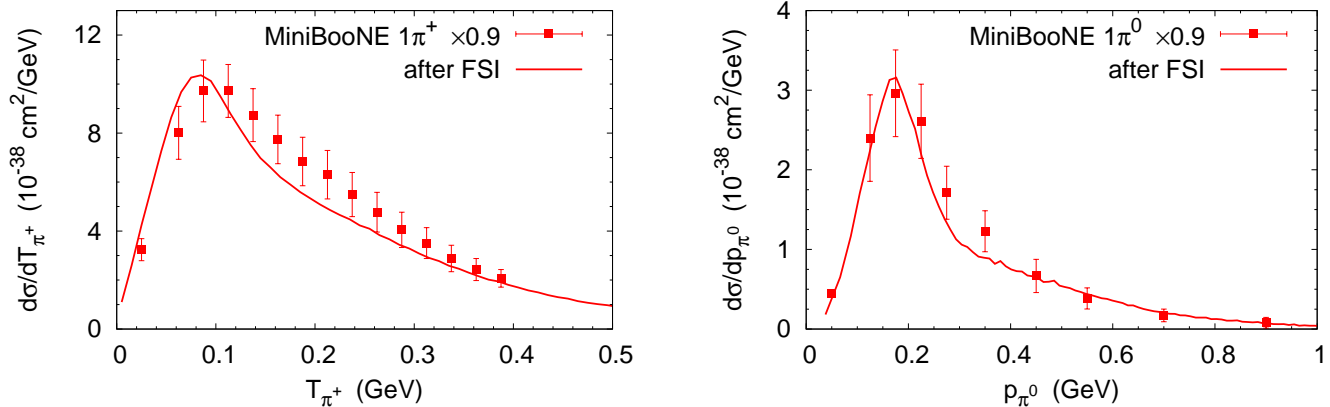 dσ/dT_π⁺ (10⁻³⁸ cm²/GeV)
12
8
4
0
MiniBooNE 1π⁺ ×0.9
after FSI
0 0.1 0.2 0.3 0.4 0.5
T_π⁺ (GeV)
dσ/dp_π⁰ (10⁻³⁸ cm²/GeV)
4
3
2
1
0
MiniBooNE 1π⁰ ×0.9
after FSI
0 0.2 0.4 0.6 0.8 1
p_π⁰ (GeV)